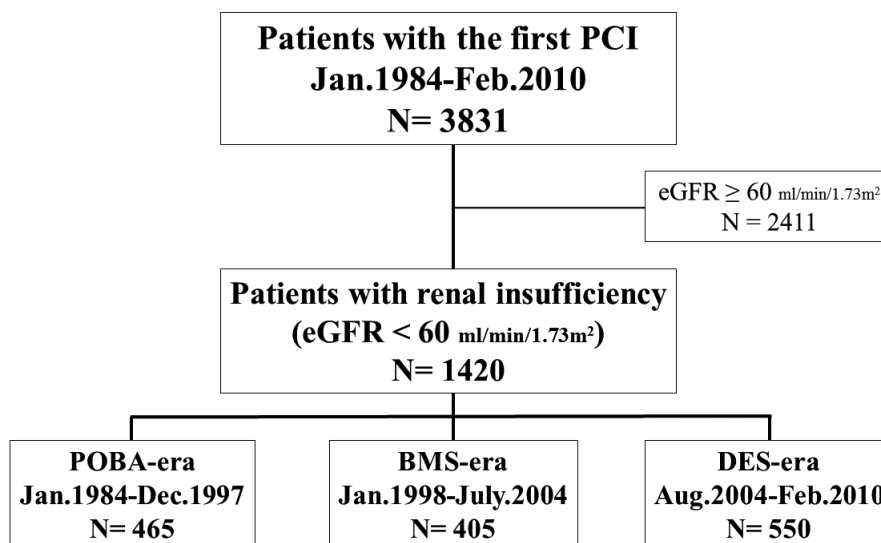 Patients with the first PCI
Jan.1984-Feb.2010
N= 3831
eGFR ≥ 60 ml/min/1.73m²
N = 2411
Patients with renal insufficiency
(eGFR < 60 ml/min/1.73m²)
N= 1420
POBA-era
Jan.1984-Dec.1997
N= 465
BMS-era
Jan.1998-July.2004
N= 405
DES-era
Aug.2004-Feb.2010
N= 550